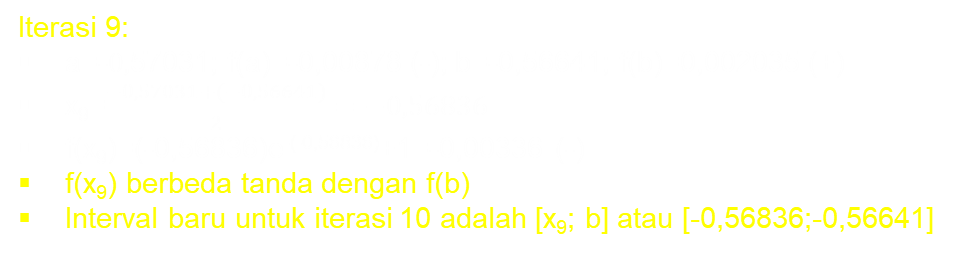 Iterasi 9:
▪ f(x₉) berbeda tanda dengan f(b)
▪ Interval baru untuk iterasi 10 adalah [x₉; b] atau [-0,56836;-0,56641]